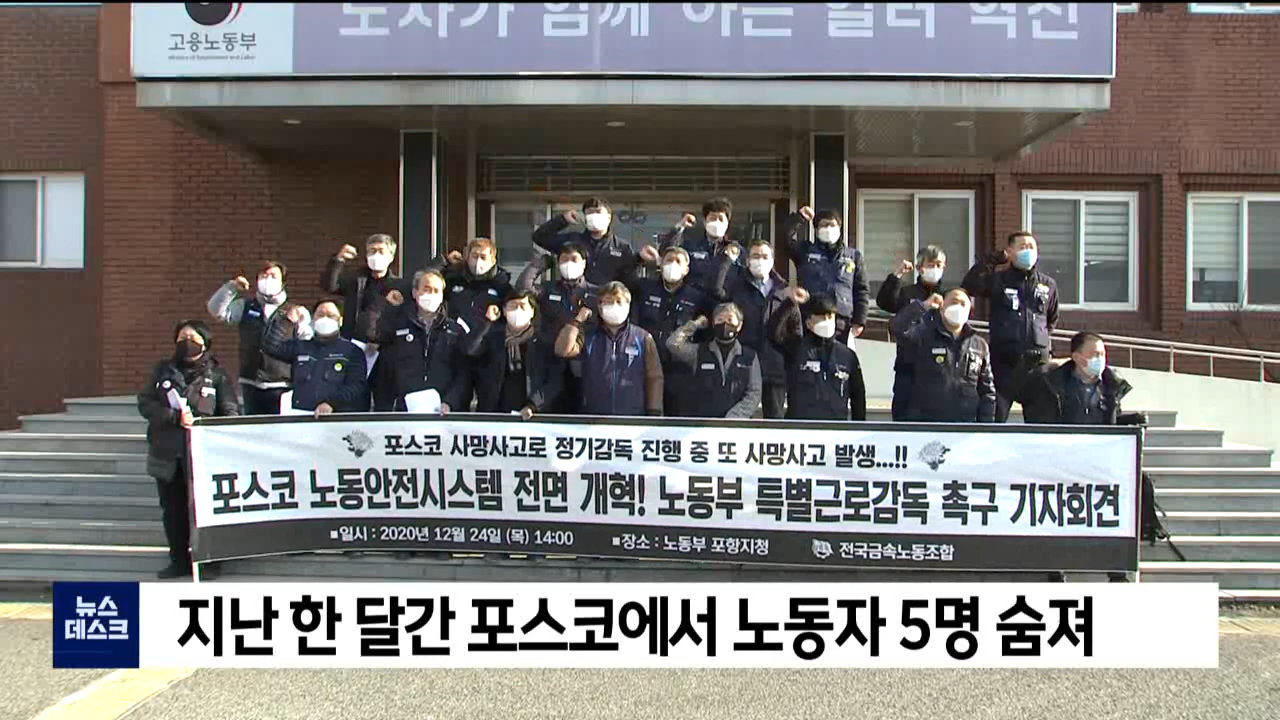 고용노동부
Ministry of Employment and Labor
노사가 함께 하는 일터 혁신
포스코 사망사고로 정기감독 진행 중 또 사망사고 발생...!!
포스코 노동안전시스템 전면 개혁! 노동부 특별근로감독 촉구 기자회견
■일시 : 2020년 12월 24일 (목) 14:00 ■장소 : 노동부 포항지청 전국금속노동조합
뉴스
데스크
지난 한 달간 포스코에서 노동자 5명 숨져